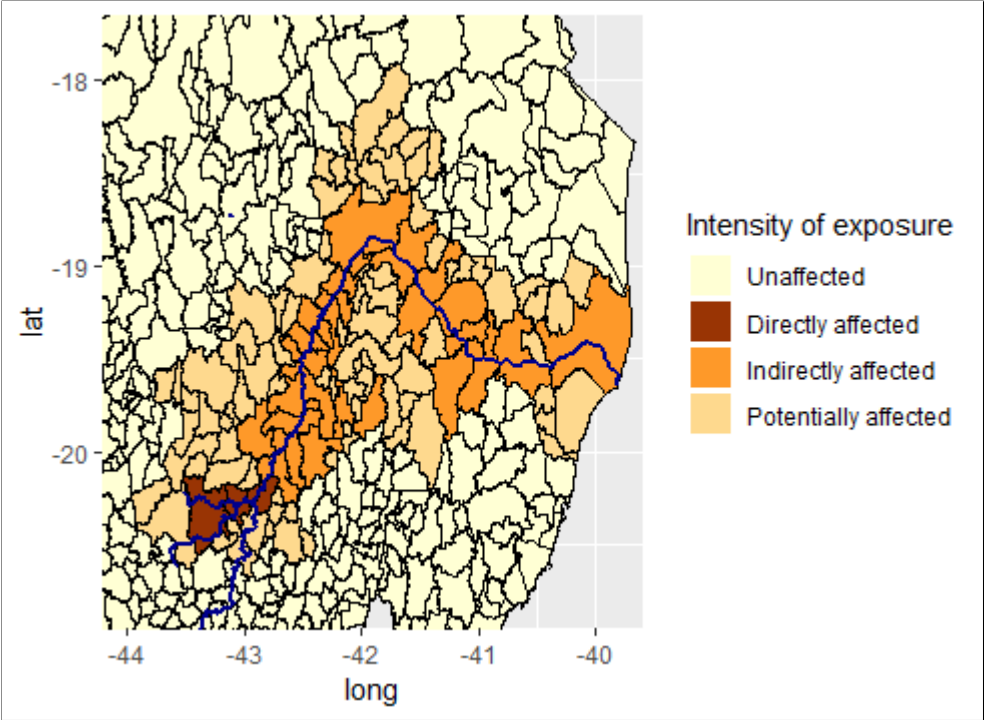 -18
-19
-20
lat
-44
-43
-42
-41
-40
long
Intensity of exposure
Unaffected
Directly affected
Indirectly affected
Potentially affected